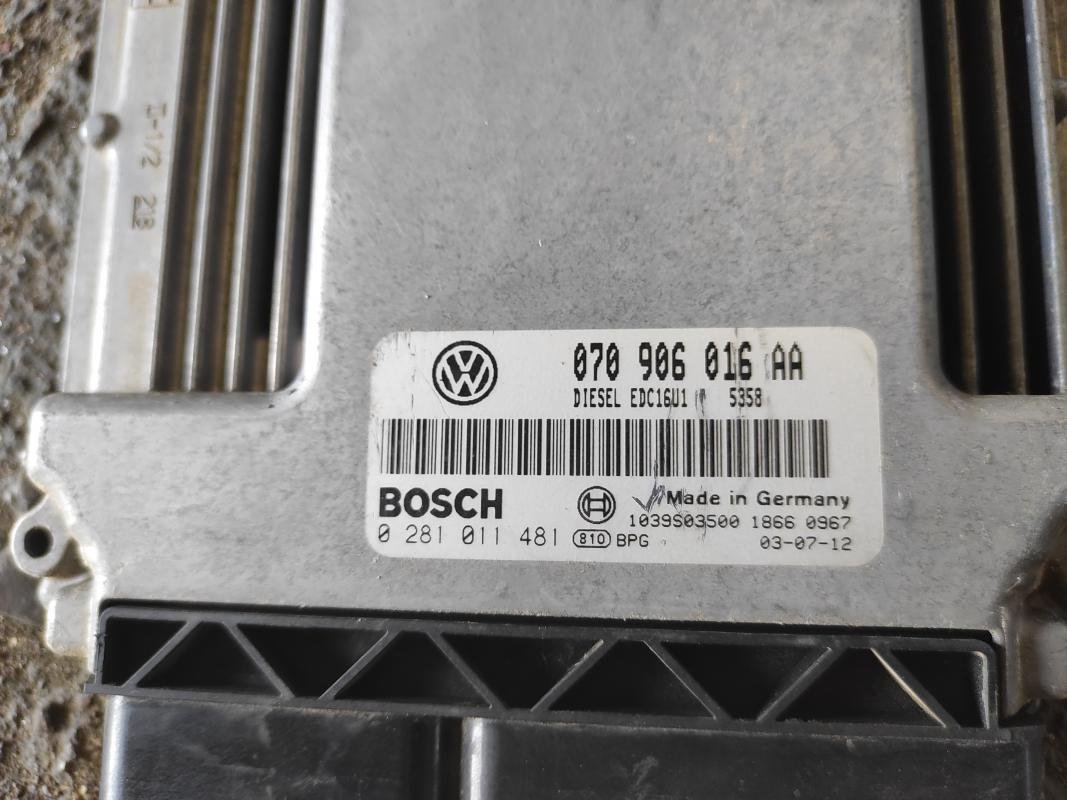 070 906 016 AA
DIESEL EDC16U1 5358
BOSCH
Made in Germany
1039S03500 1866 0967
0 281 011 481 810 BPG
03-07-12